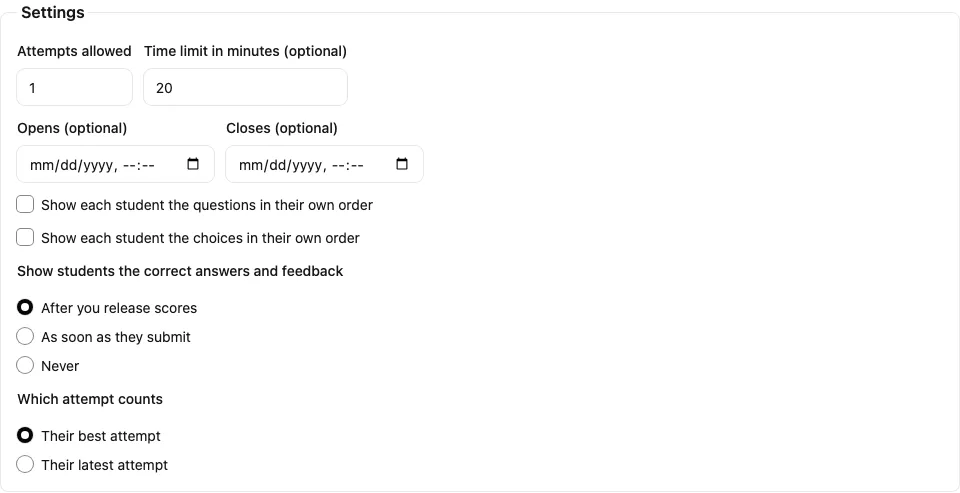 Settings
Attempts allowed Time limit in minutes (optional)
1 20
Opens (optional) Closes (optional)
mm/dd/yyyy, --:-- mm/dd/yyyy, --:--
Show each student the questions in their own order
Show each student the choices in their own order
Show students the correct answers and feedback
After you release scores
As soon as they submit
Never
Which attempt counts
Their best attempt
Their latest attempt